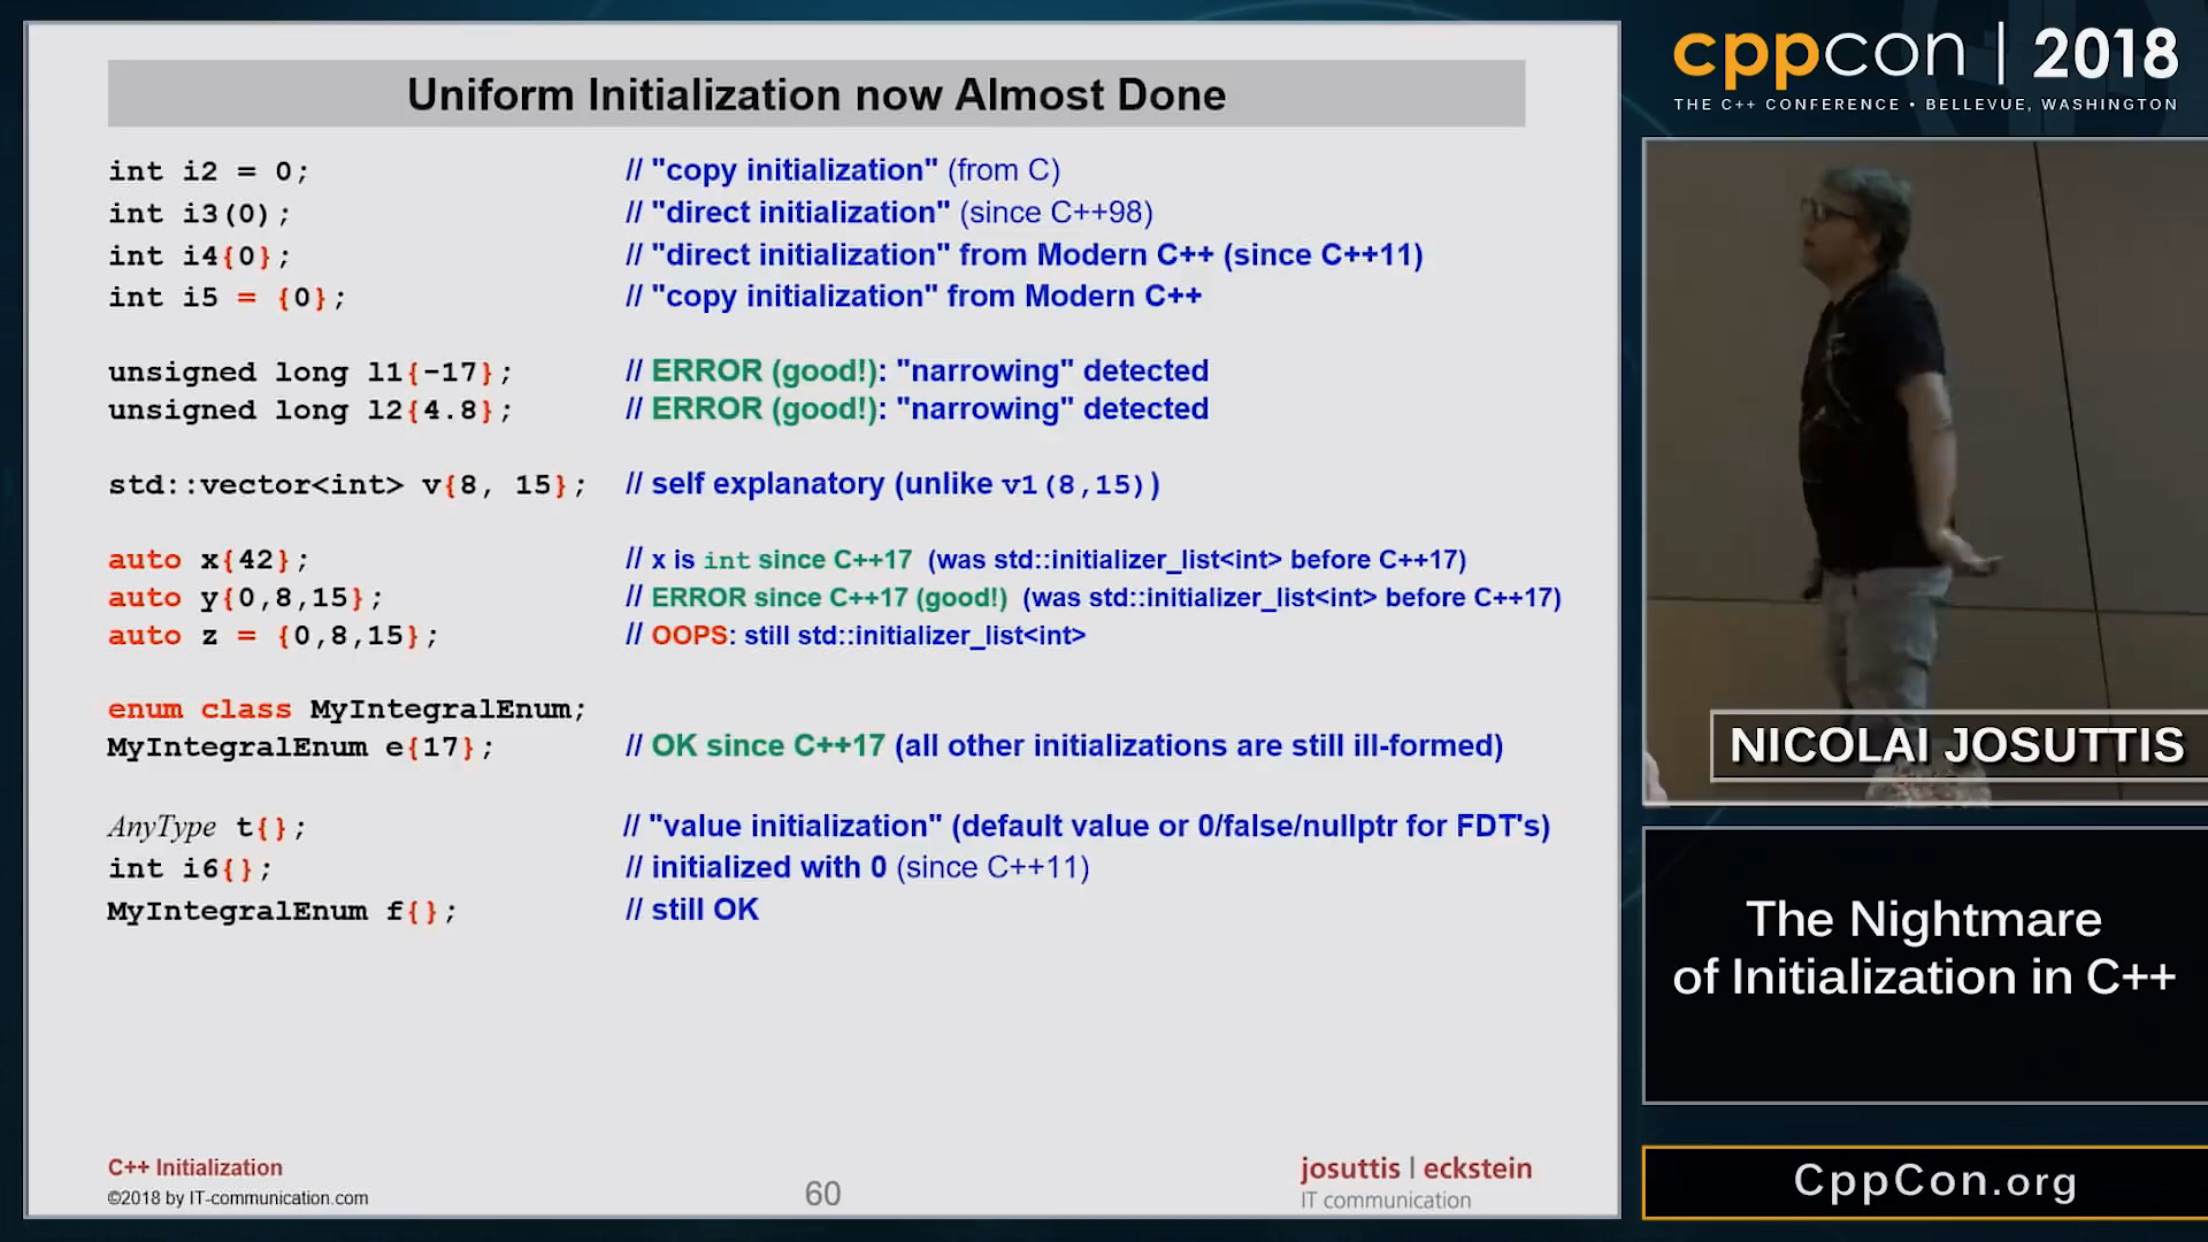 cppcon | 2018
THE C++ CONFERENCE • BELLEVUE, WASHINGTON
Uniform Initialization now Almost Done
int i2 = 0; // "copy initialization" (from C)
int i3(0); // "direct initialization" (since C++98)
int i4{0}; // "direct initialization" from Modern C++ (since C++11)
int i5 = {0}; // "copy initialization" from Modern C++
unsigned long l1{-17}; // ERROR (good!): "narrowing" detected
unsigned long l2{4.8}; // ERROR (good!): "narrowing" detected
std::vector<int> v{8, 15}; // self explanatory (unlike v1(8,15))
auto x{42}; // x is int since C++17 (was std::initializer_list<int> before C++17)
auto y{0,8,15}; // ERROR since C++17 (good!) (was std::initializer_list<int> before C++17)
auto z = {0,8,15}; // OOPS: still std::initializer_list<int>
enum class MyIntegralEnum;
MyIntegralEnum e{17}; // OK since C++17 (all other initializations are still ill-formed)
AnyType t{}; // "value initialization" (default value or 0/false/nullptr for FDT's)
int i6{}; // initialized with 0 (since C++11)
MyIntegralEnum f{}; // still OK
C++ Initialization
©2018 by IT-communication.com
60
josuttis | eckstein
IT communication
NICOLAI JOSUTTIS
The Nightmare
of Initialization in C++
CppCon.org